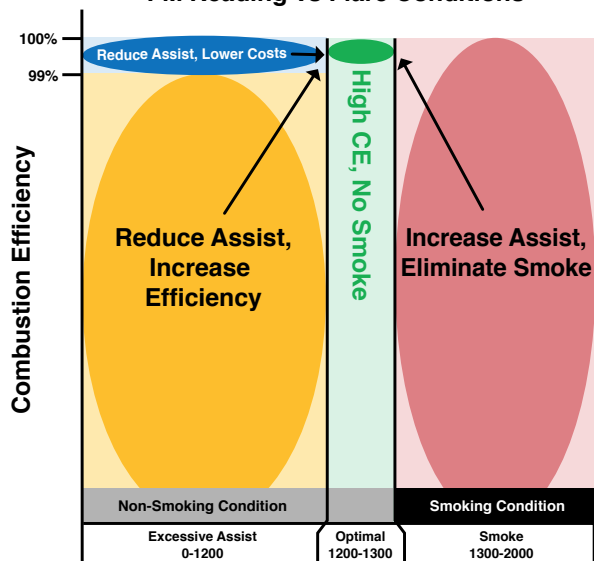 100%
99%
Combustion Efficiency
Reduce Assist, Lower Costs
High CE, No Smoke
Reduce Assist,
Increase
Efficiency
Increase Assist,
Eliminate Smoke
Non-Smoking Condition
Smoking Condition
Excessive Assist
0-1200
Optimal
1200-1300
Smoke
1300-2000